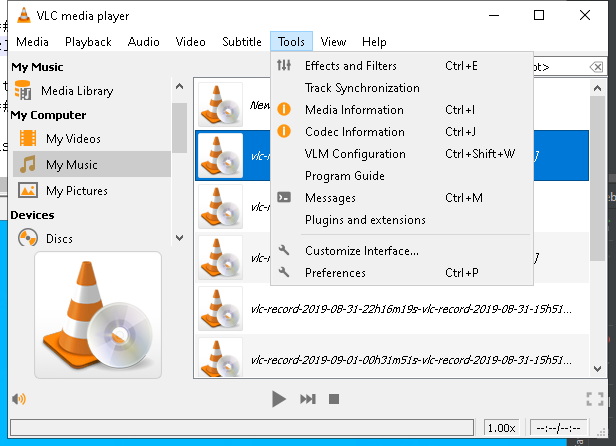 VLC media player
Media Playback Audio Video Subtitle Tools View Help
My Music
Media Library
My Computer
My Videos
My Music
My Pictures
Devices
Discs
Effects and Filters Ctrl+E
Track Synchronization
Media Information Ctrl+I
Codec Information Ctrl+J
VLM Configuration Ctrl+Shift+W
Program Guide
Messages Ctrl+M
Plugins and extensions
Customize Interface...
Preferences Ctrl+P
New
vlc-r
vlc-r
vlc-r
vlc-record-2019-08-31-22h16m19s-vlc-record-2019-08-31-15h51...
vlc-record-2019-09-01-00h31m51s-vlc-record-2019-08-31-15h51...
1.00x --:--/--:--